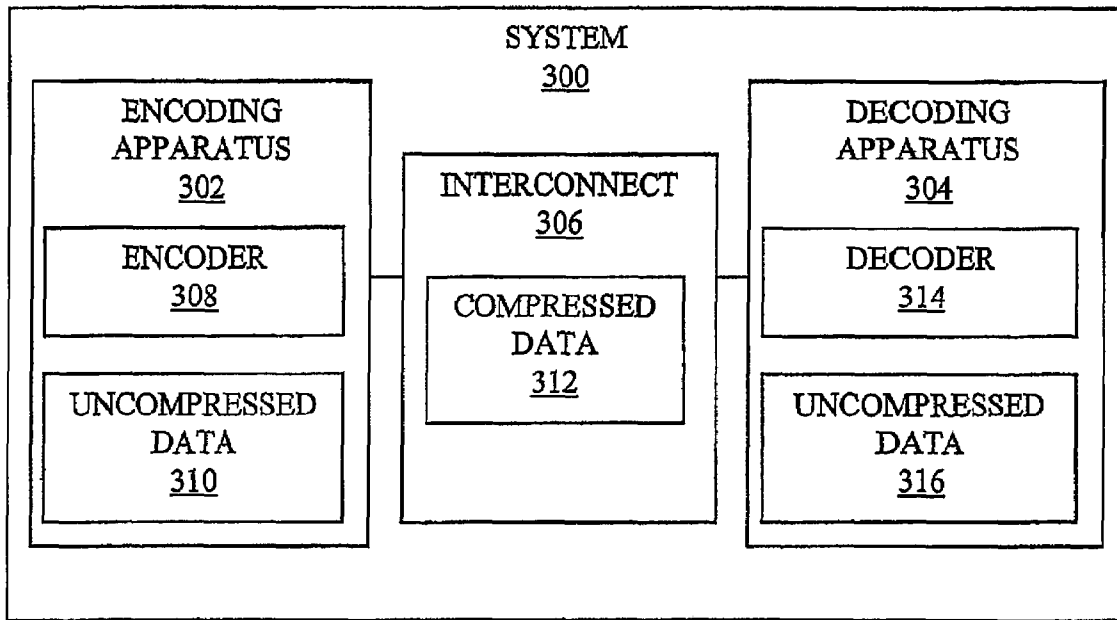 SYSTEM
300
ENCODING
APPARATUS
302
ENCODER
308
UNCOMPRESSED
DATA
310
INTERCONNECT
306
COMPRESSED
DATA
312
DECODING
APPARATUS
304
DECODER
314
UNCOMPRESSED
DATA
316